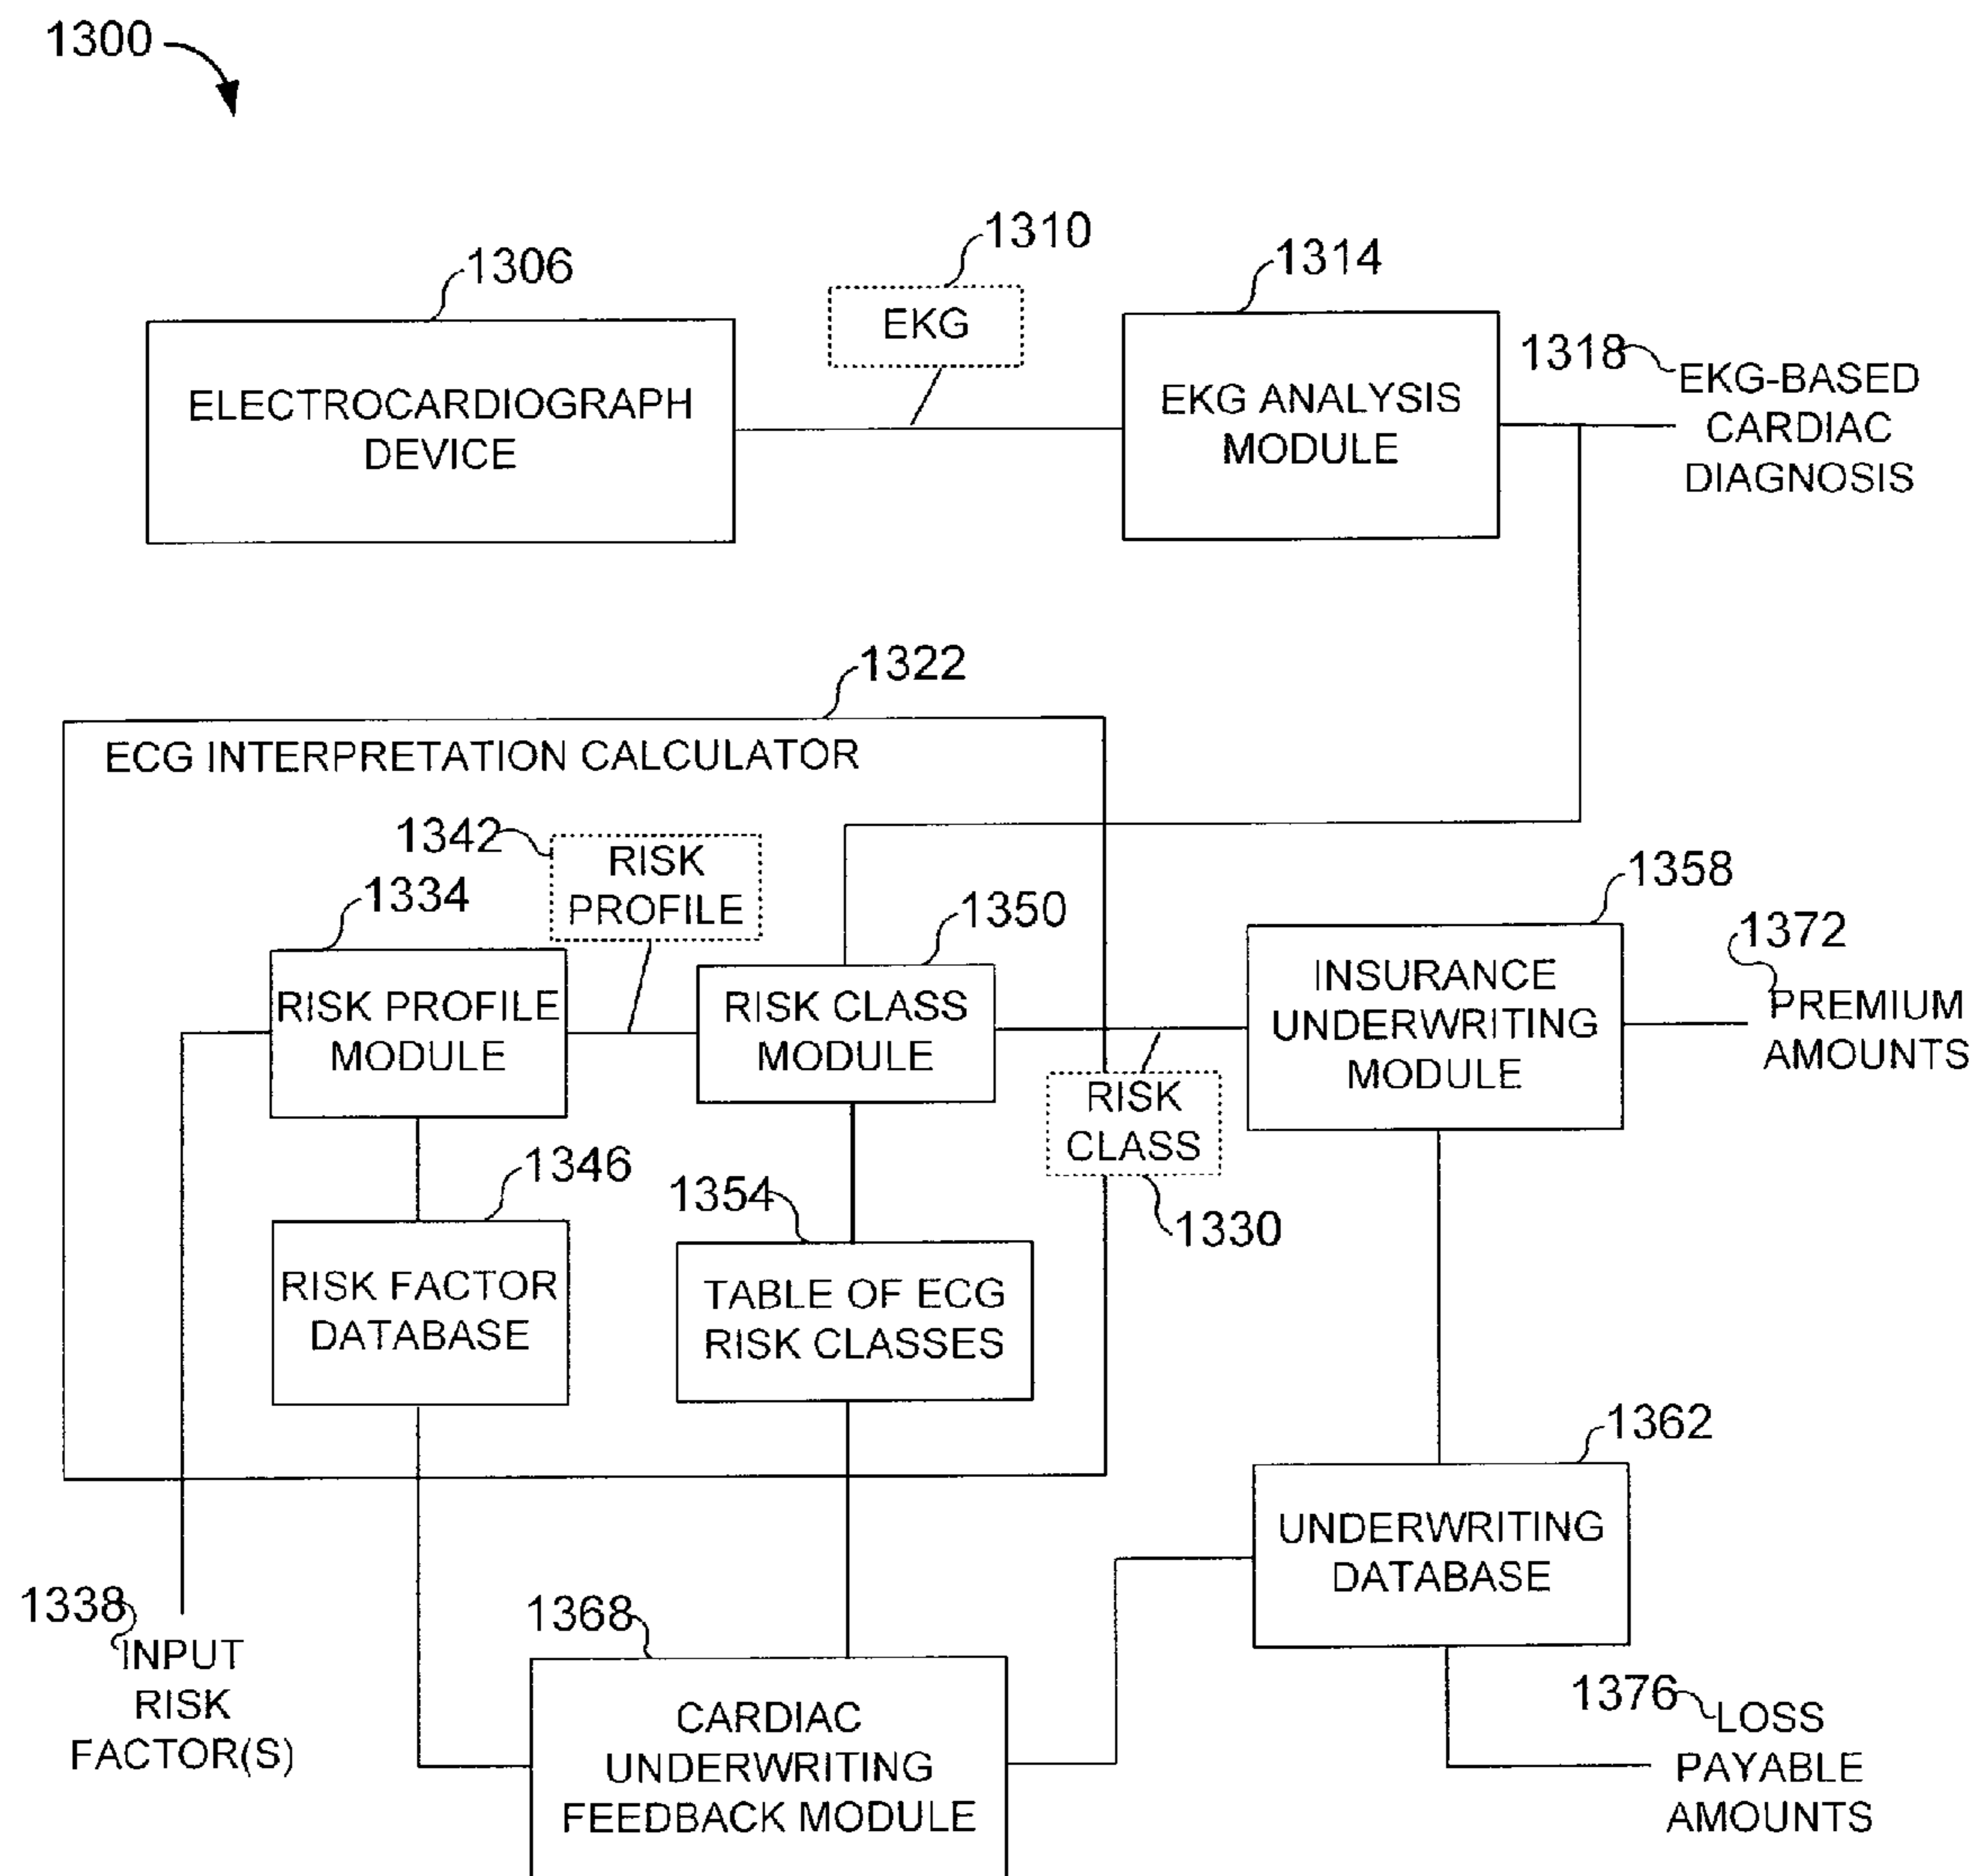 1300
1306
1310
1314
EKG
1318
ELECTROCARDIOGRAPH
DEVICE
EKG ANALYSIS
MODULE
EKG-BASED
CARDIAC
DIAGNOSIS
1322
ECG INTERPRETATION CALCULATOR
1342
RISK
PROFILE
1334
1350
1358
1372
RISK PROFILE
MODULE
RISK CLASS
MODULE
INSURANCE
UNDERWRITING
MODULE
PREMIUM
AMOUNTS
RISK
CLASS
1330
1346
1354
RISK FACTOR
DATABASE
TABLE OF ECG
RISK CLASSES
1362
UNDERWRITING
DATABASE
1338
INPUT
RISK
FACTOR(S)
1368
CARDIAC
UNDERWRITING
FEEDBACK MODULE
1376
LOSS
PAYABLE
AMOUNTS